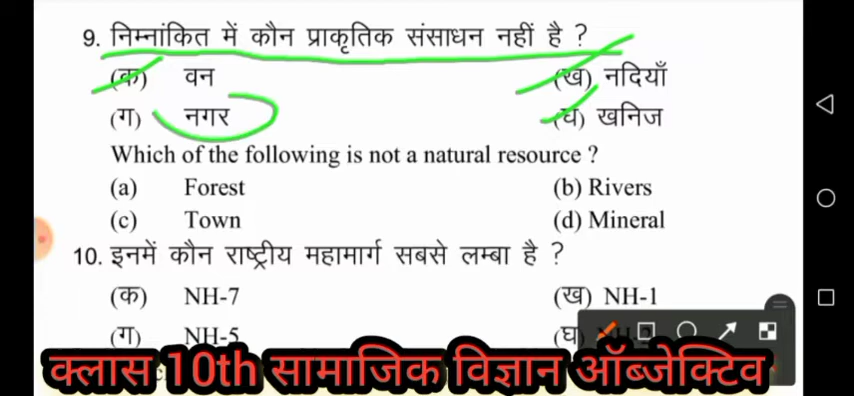 9. निम्नांकित में कौन प्राकृतिक संसाधन नहीं है ?
(क) वन (ख) नदियाँ
(ग) नगर (घ) खनिज
Which of the following is not a natural resource ?
(a) Forest (b) Rivers
(c) Town (d) Mineral
10. इनमें कौन राष्ट्रीय महामार्ग सबसे लम्बा है ?
(क) NH-7 (ख) NH-1
(ग) NH-5 (घ)
क्लास 10th सामाजिक विज्ञान ऑब्जेक्टिव